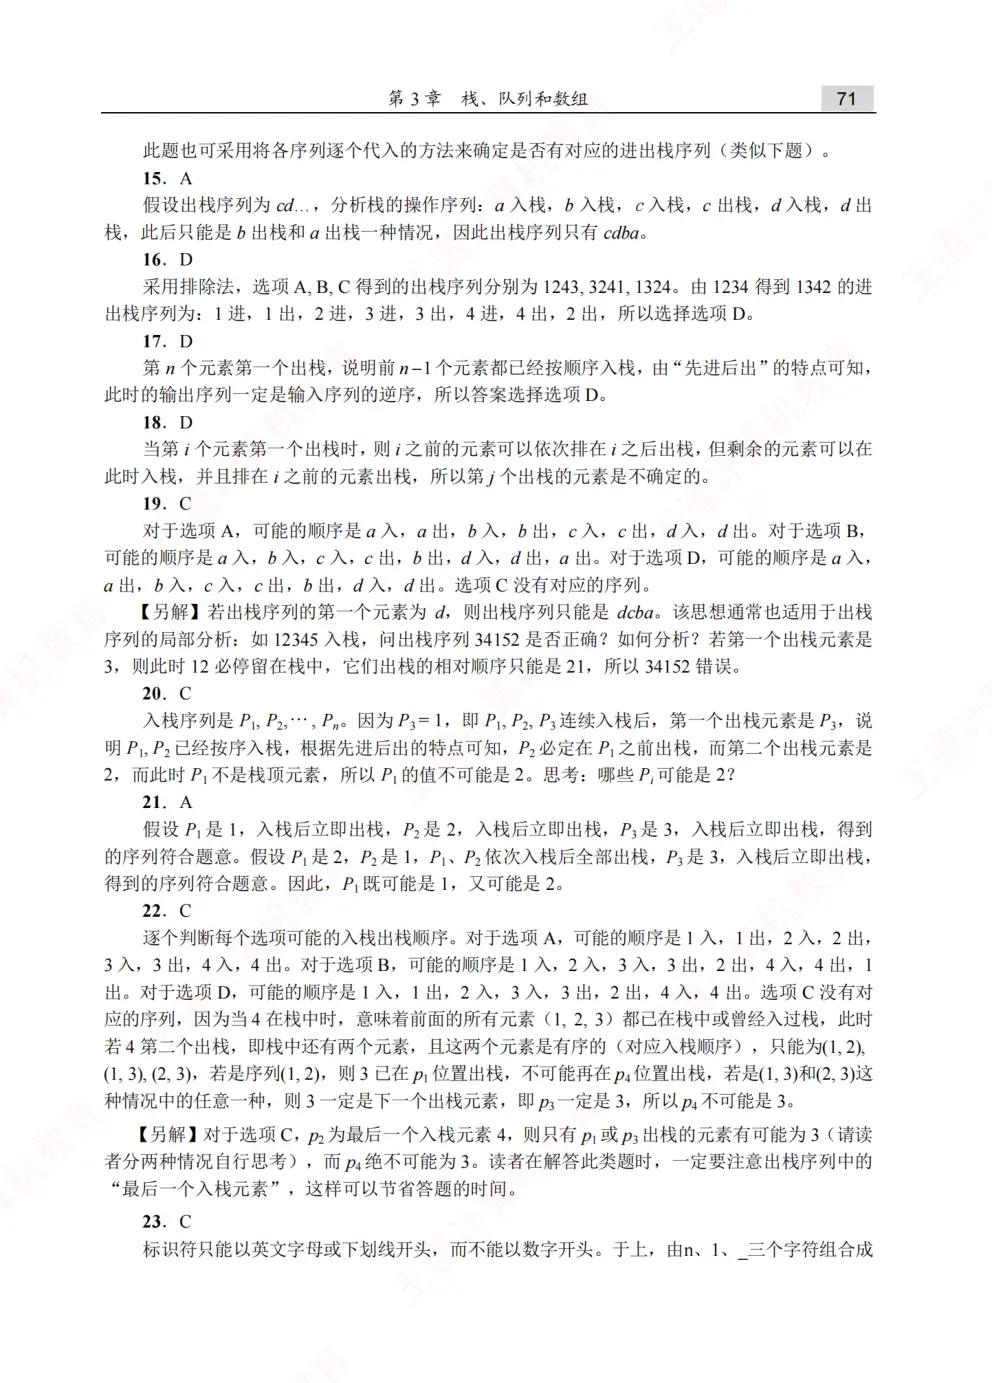 第 3 章 栈、队列和数组 71
此题也可采用将各序列逐个代入的方法来确定是否有对应的进出栈序列（类似下题）。
15．A
假设出栈序列为 cd…，分析栈的操作序列：a 入栈，b 入栈，c 入栈，c 出栈，d 入栈，d 出
栈，此后只能是 b 出栈和 a 出栈一种情况，因此出栈序列只有 cdba。
16．D
采用排除法，选项 A, B, C 得到的出栈序列分别为 1243, 3241, 1324。由 1234 得到 1342 的进
出栈序列为：1 进，1 出，2 进，3 进，3 出，4 进，4 出，2 出，所以选择选项 D。
17．D
第 n 个元素第一个出栈，说明前 n−1 个元素都已经按顺序入栈，由“先进后出”的特点可知，
此时的输出序列一定是输入序列的逆序，所以答案选择选项 D。
18．D
当第 i 个元素第一个出栈时，则 i 之前的元素可以依次排在 i 之后出栈，但剩余的元素可以在
此时入栈，并且排在 i 之前的元素出栈，所以第 j 个出栈的元素是不确定的。
19．C
对于选项 A，可能的顺序是 a 入，a 出，b 入，b 出，c 入，c 出，d 入，d 出。对于选项 B，
可能的顺序是 a 入，b 入，c 入，c 出，b 出，d 入，d 出，a 出。对于选项 D，可能的顺序是 a 入，
a 出，b 入，c 入，c 出，b 出，d 入，d 出。选项 C 没有对应的序列。
【另解】若出栈序列的第一个元素为 d，则出栈序列只能是 dcba。该思想通常也适用于出栈
序列的局部分析：如 12345 入栈，问出栈序列 34152 是否正确？如何分析？若第一个出栈元素是
3，则此时 12 必停留在栈中，它们出栈的相对顺序只能是 21，所以 34152 错误。
20．C
入栈序列是 P1, P2,⋯, Pn。因为 P3 = 1，即 P1, P2, P3 连续入栈后，第一个出栈元素是 P3，说
明 P1, P2 已经按序入栈，根据先进后出的特点可知，P2 必定在 P1 之前出栈，而第二个出栈元素是
2，而此时 P1 不是栈顶元素，所以 P1 的值不可能是 2。思考：哪些 Pi 可能是 2？
21．A
假设 P1 是 1，入栈后立即出栈，P2 是 2，入栈后立即出栈，P3 是 3，入栈后立即出栈，得到
的序列符合题意。假设 P1 是 2，P2 是 1，P1、P2 依次入栈后全部出栈，P3 是 3，入栈后立即出栈，
得到的序列符合题意。因此，P1 既可能是 1，又可能是 2。
22．C
逐个判断每个选项可能的入栈出栈顺序。对于选项 A，可能的顺序是 1 入，1 出，2 入，2 出，
3 入，3 出，4 入，4 出。对于选项 B，可能的顺序是 1 入，2 入，3 入，3 出，2 出，4 入，4 出，1
出。对于选项 D，可能的顺序是 1 入，1 出，2 入，3 入，3 出，2 出，4 入，4 出。选项 C 没有对
应的序列，因为当 4 在栈中时，意味着前面的所有元素（1, 2, 3）都已在栈中或曾经入过栈，此时
若 4 第二个出栈，即栈中还有两个元素，且这两个元素是有序的（对应入栈顺序），只能为(1, 2),
(1, 3), (2, 3)，若是序列(1, 2)，则 3 已在 p1 位置出栈，不可能再在 p4 位置出栈，若是(1, 3)和(2, 3)这
种情况中的任意一种，则 3 一定是下一个出栈元素，即 p3 一定是 3，所以 p4 不可能是 3。
【另解】对于选项 C，p2 为最后一个入栈元素 4，则只有 p1 或 p3 出栈的元素有可能为 3（请读
者分两种情况自行思考），而 p4 绝不可能为 3。读者在解答此类题时，一定要注意出栈序列中的
“最后一个入栈元素”，这样可以节省答题的时间。
23．C
标识符只能以英文字母或下划线开头，而不能以数字开头。于上，由n、1、_三个字符组合成